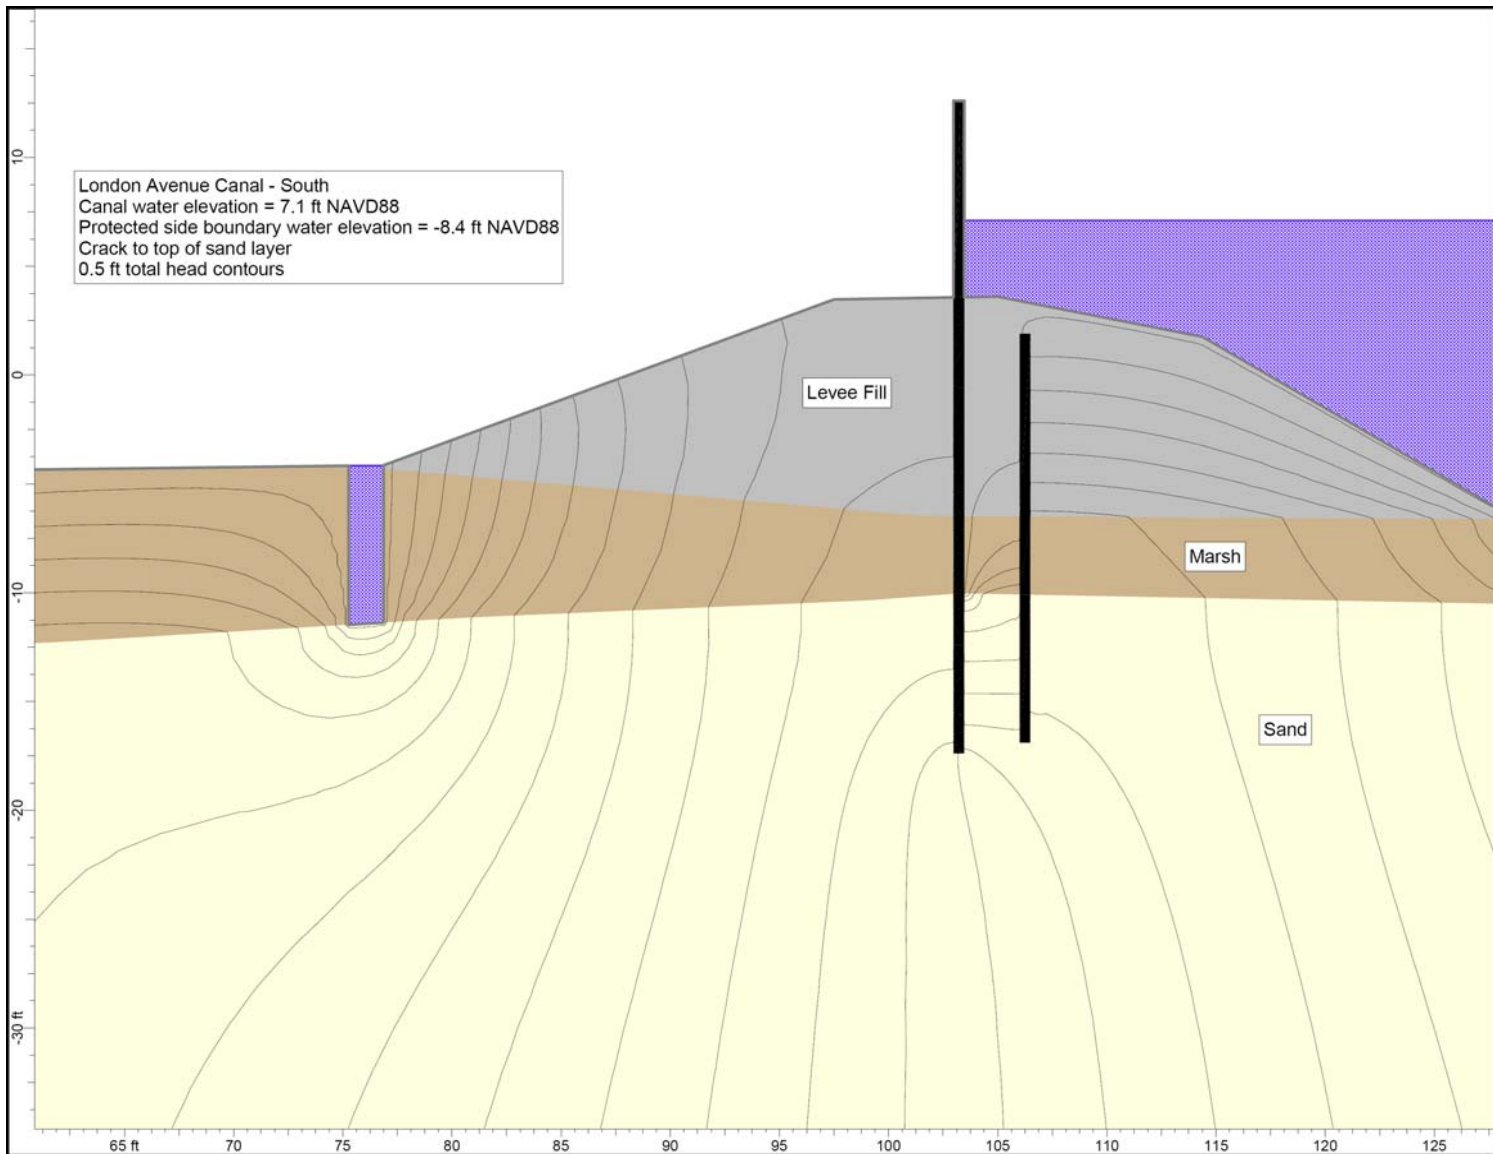 10
London Avenue Canal - South
Canal water elevation = 7.1 ft NAVD88
Protected side boundary water elevation = -8.4 ft NAVD88
Crack to top of sand layer
0.5 ft total head contours
0
Levee Fill
Marsh
-10
Sand
-20
-30 ft
65 ft 70 75 80 85 90 95 100 105 110 115 120 125